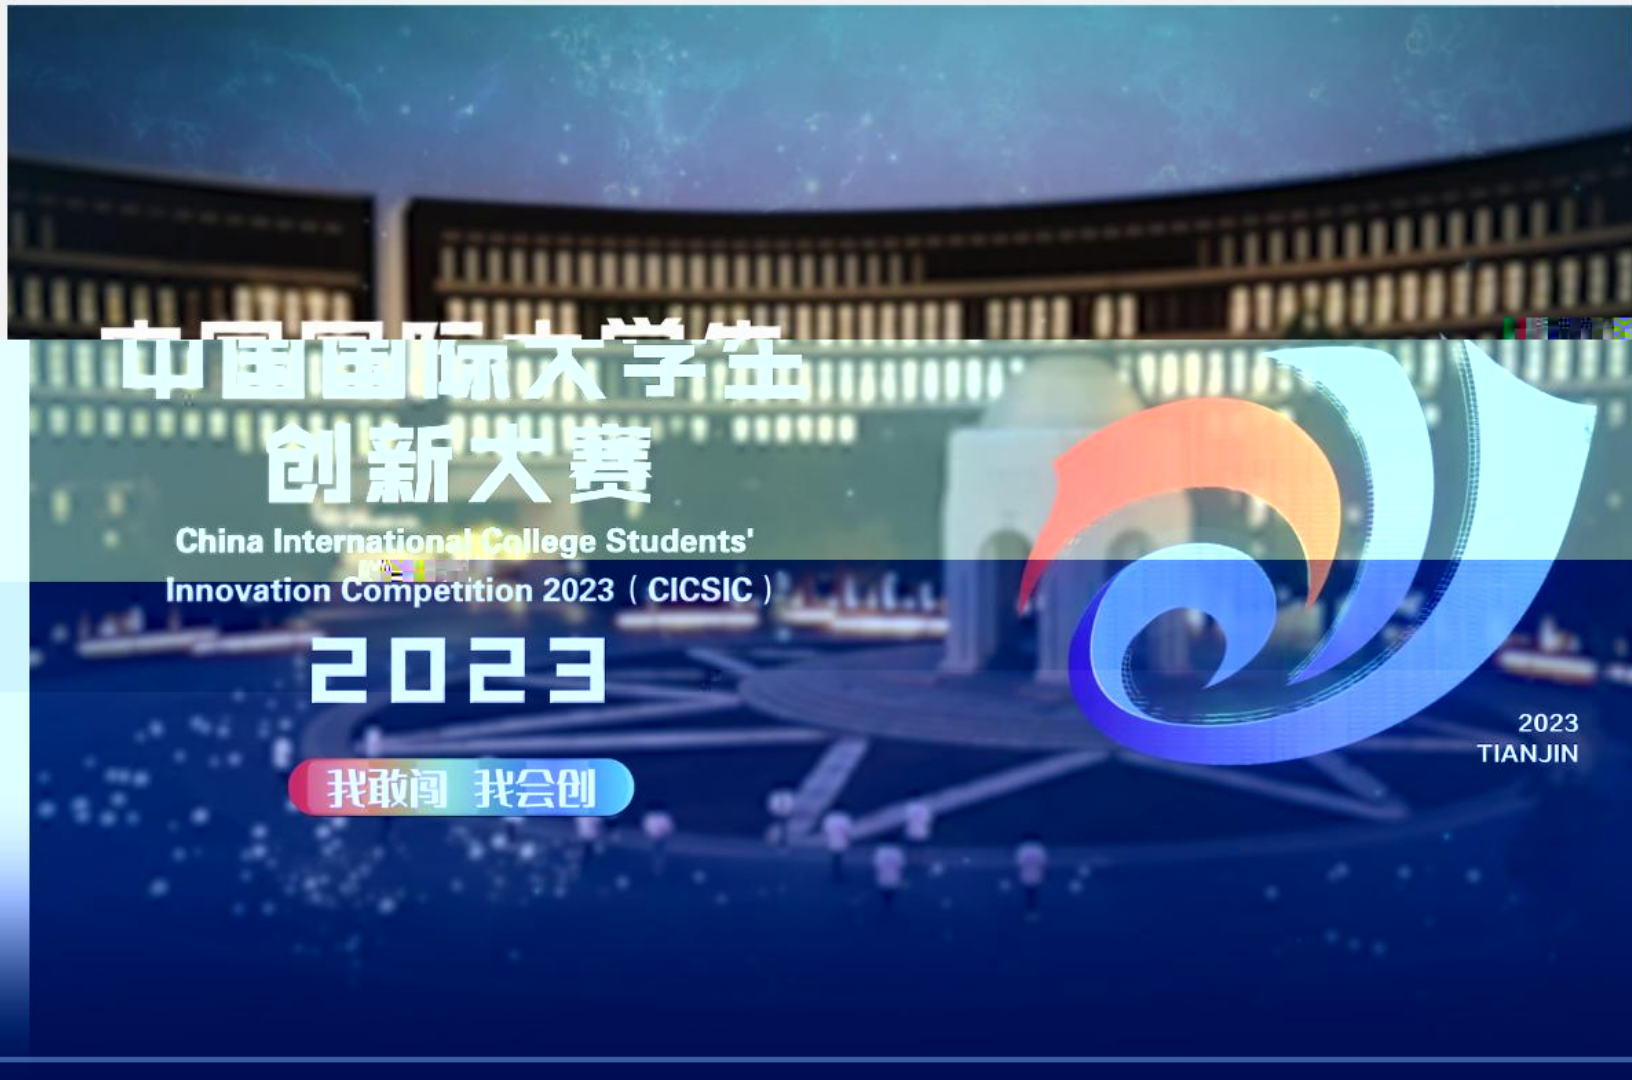 中国国际大学生
创新大赛
China International College Students'
Innovation Competition 2023（CICSIC）
2023
我敢闯 我会创
2023
TIANJIN